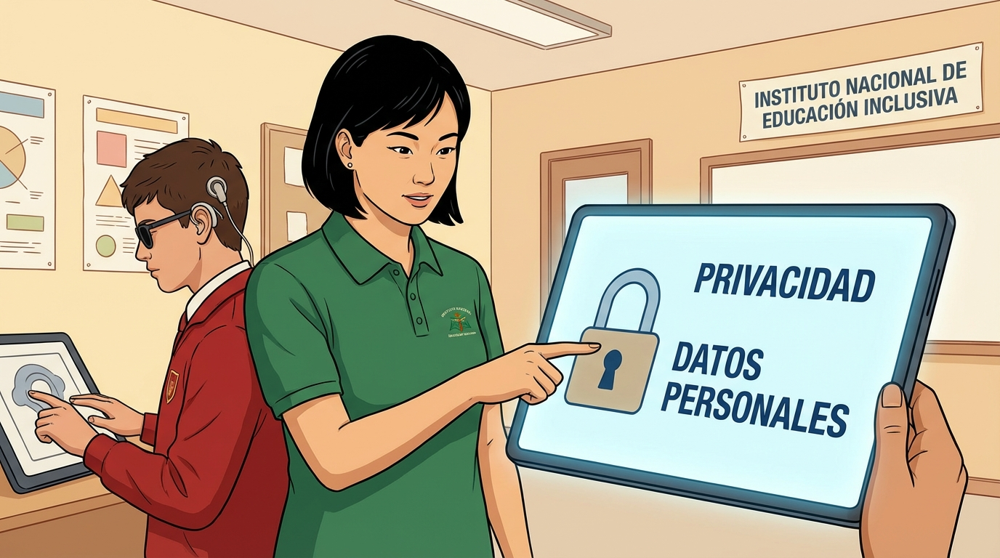 INSTITUTO NACIONAL DE
EDUCACIÓN INCLUSIVA
PRIVACIDAD
DATOS
PERSONALES